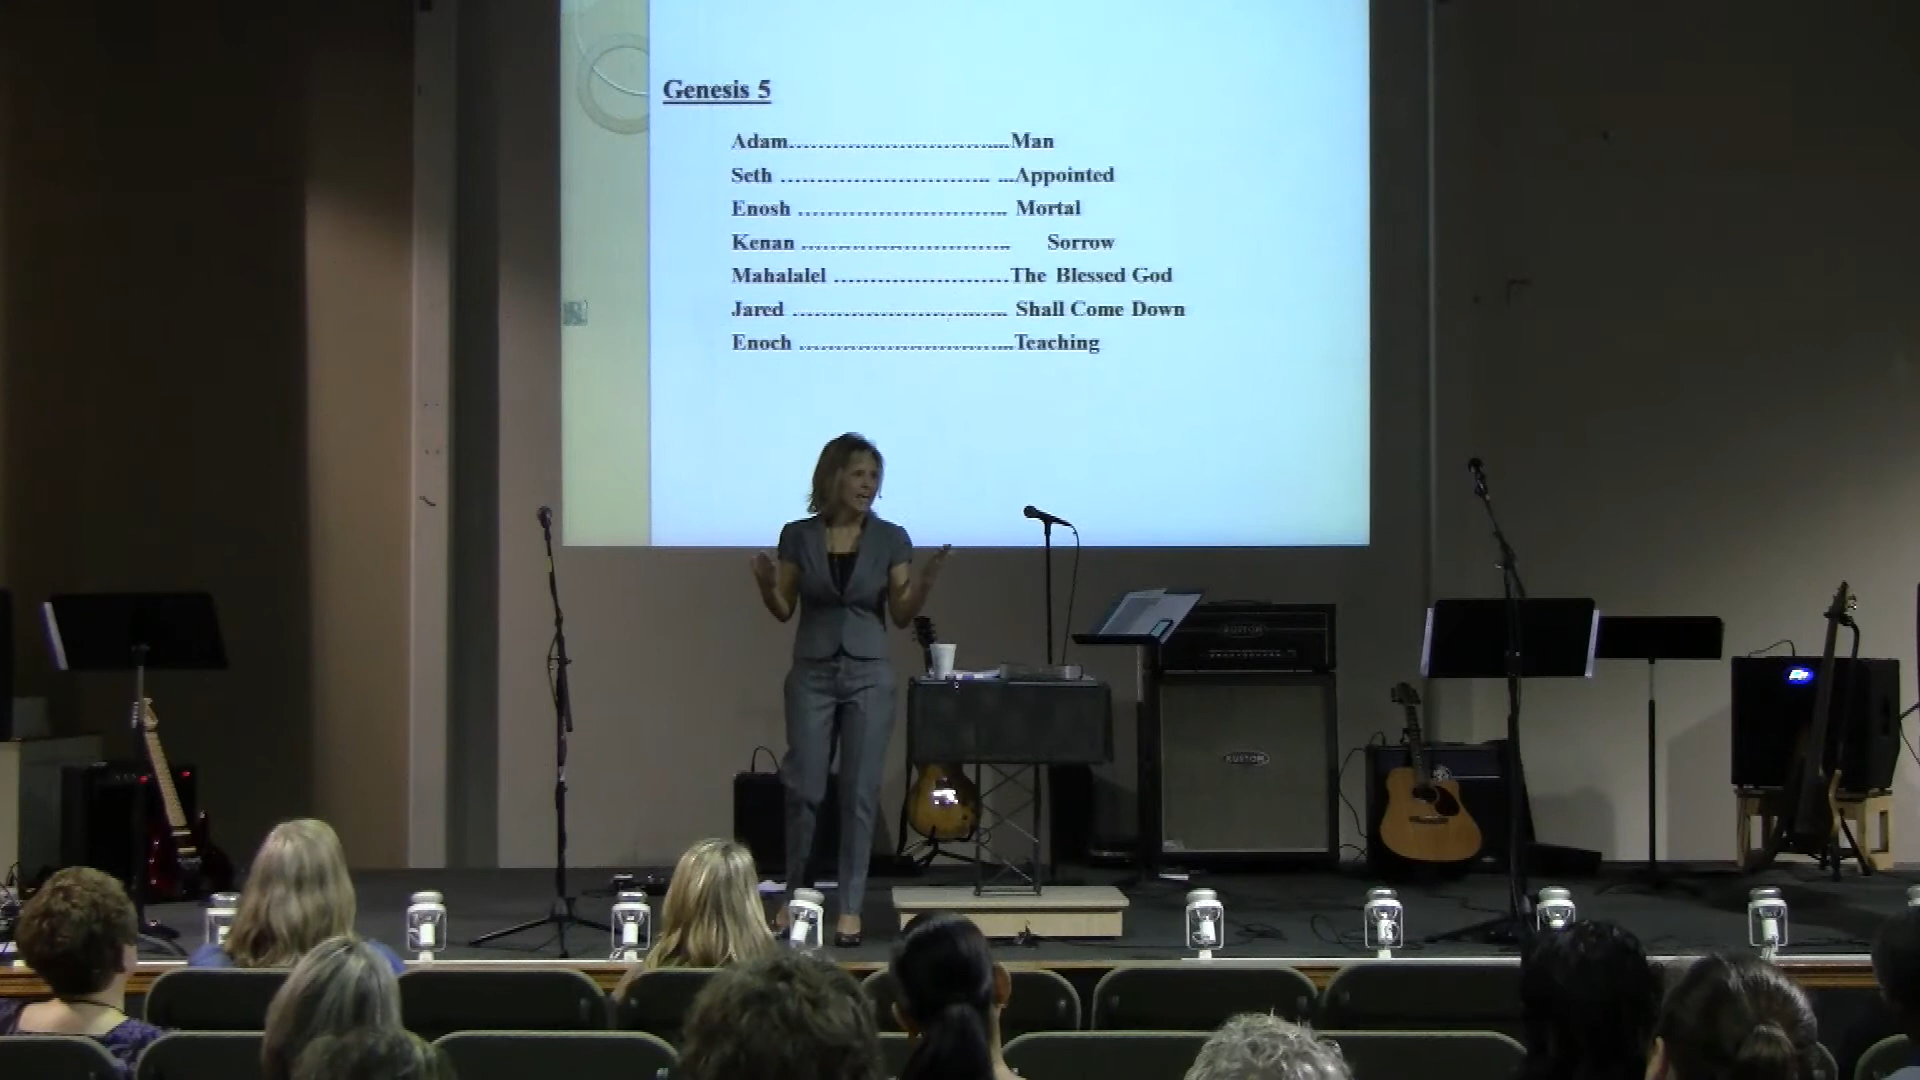 Genesis 5
Adam..............................Man
Seth ............................. ...Appointed
Enosh ............................. Mortal
Kenan ............................. Sorrow
Mahalalel ........................The Blessed God
Jared ............................. Shall Come Down
Enoch ..............................Teaching
KUSTOM
KUSTOM